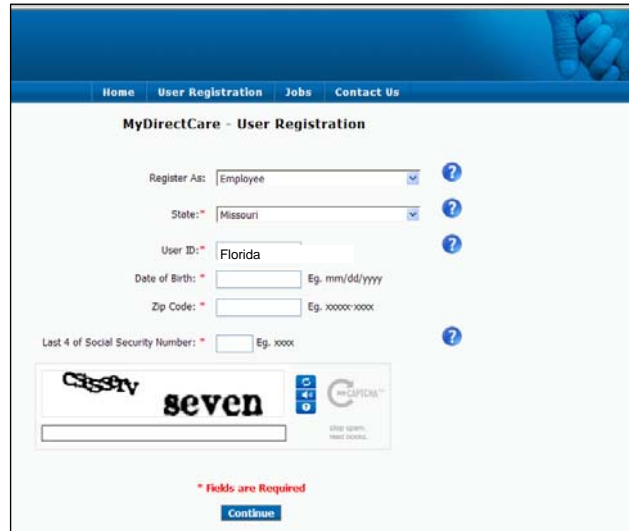 Home User Registration Jobs Contact Us
MyDirectCare - User Registration
Register As: Employee
State:* Missouri
User ID:* Florida
Date of Birth: * Eg. mm/dd/yyyy
Zip Code: * Eg. xxxxx-xxxx
Last 4 of Social Security Number: * Eg. xxxx
seven
reCAPTCHA™
stop spam.
read books.
* Fields are Required
Continue